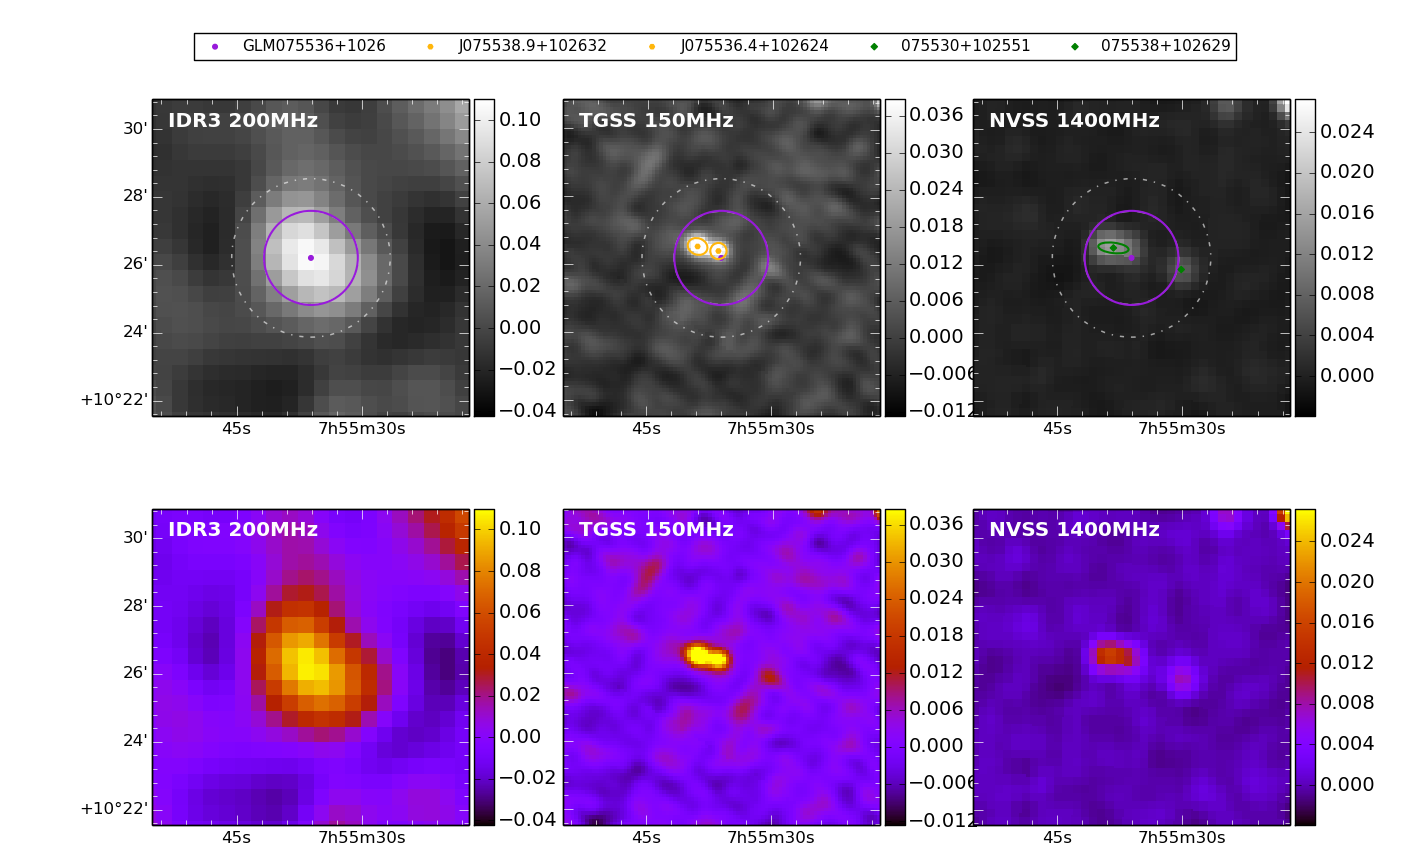 GLM075536+1026 J075538.9+102632 J075536.4+102624 075530+102551 075538+102629
IDR3 200MHz TGSS 150MHz NVSS 1400MHz
30' 28' 26' 24' +10°22'
0.10 0.08 0.06 0.04 0.02 0.00 −0.02 −0.04
0.036 0.030 0.024 0.018 0.012 0.006 0.000 −0.006 −0.012
0.024 0.020 0.016 0.012 0.008 0.004 0.000
45s 7h55m30s 45s 7h55m30s 45s 7h55m30s
IDR3 200MHz TGSS 150MHz NVSS 1400MHz
30' 28' 26' 24' +10°22'
0.10 0.08 0.06 0.04 0.02 0.00 −0.02 −0.04
0.036 0.030 0.024 0.018 0.012 0.006 0.000 −0.006 −0.012
0.024 0.020 0.016 0.012 0.008 0.004 0.000
45s 7h55m30s 45s 7h55m30s 45s 7h55m30s